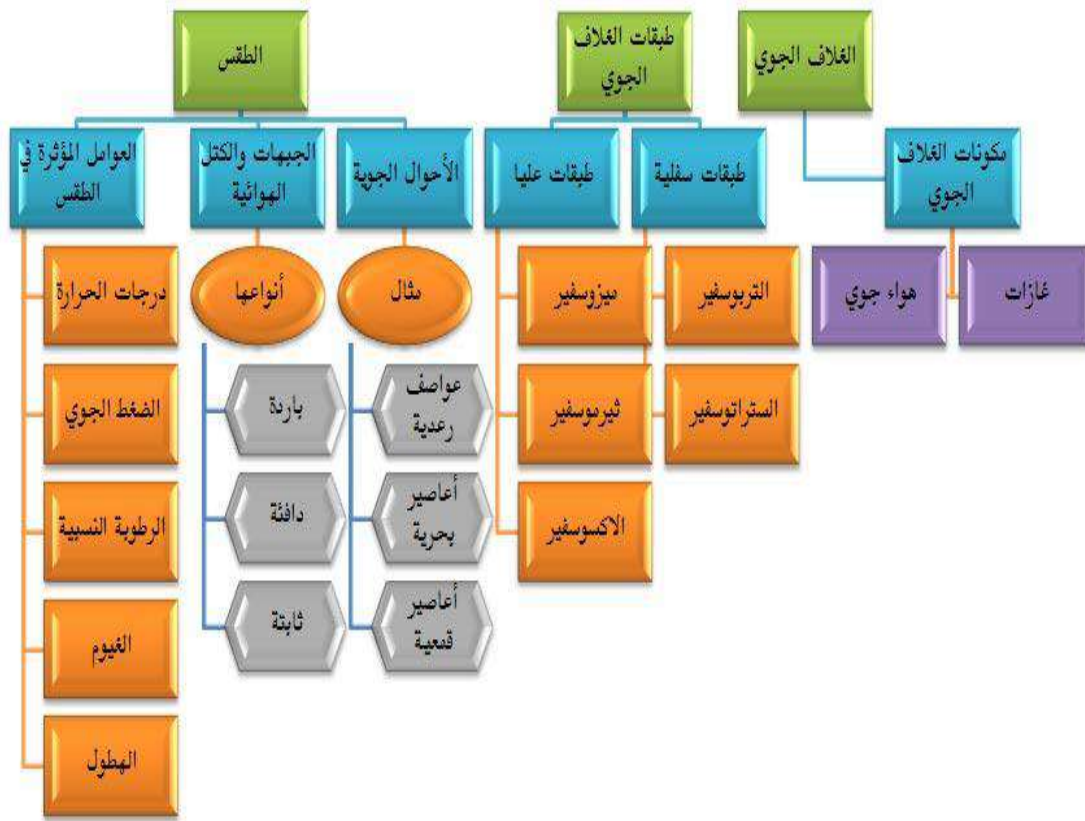 الغلاف الجوي
مكونات الغلاف
الجوي
غازات
هواء جوي
طبقات الغلاف
الجوي
طبقات سفلية
التربوسفير
الستراتوسفير
طبقات عليا
ميزوسفير
ثيرموسفير
الاكسوسفير
الطقس
الأحوال الجوية
مثال
عواصف
رعدية
أعاصير
بحرية
أعاصير
قمعية
الجبهات والكتل
الهوائية
أنواعها
باردة
دافئة
ثابتة
العوامل المؤثرة في
الطقس
درجات الحرارة
الضغط الجوي
الرطوبة النسبية
الغيوم
الهطول